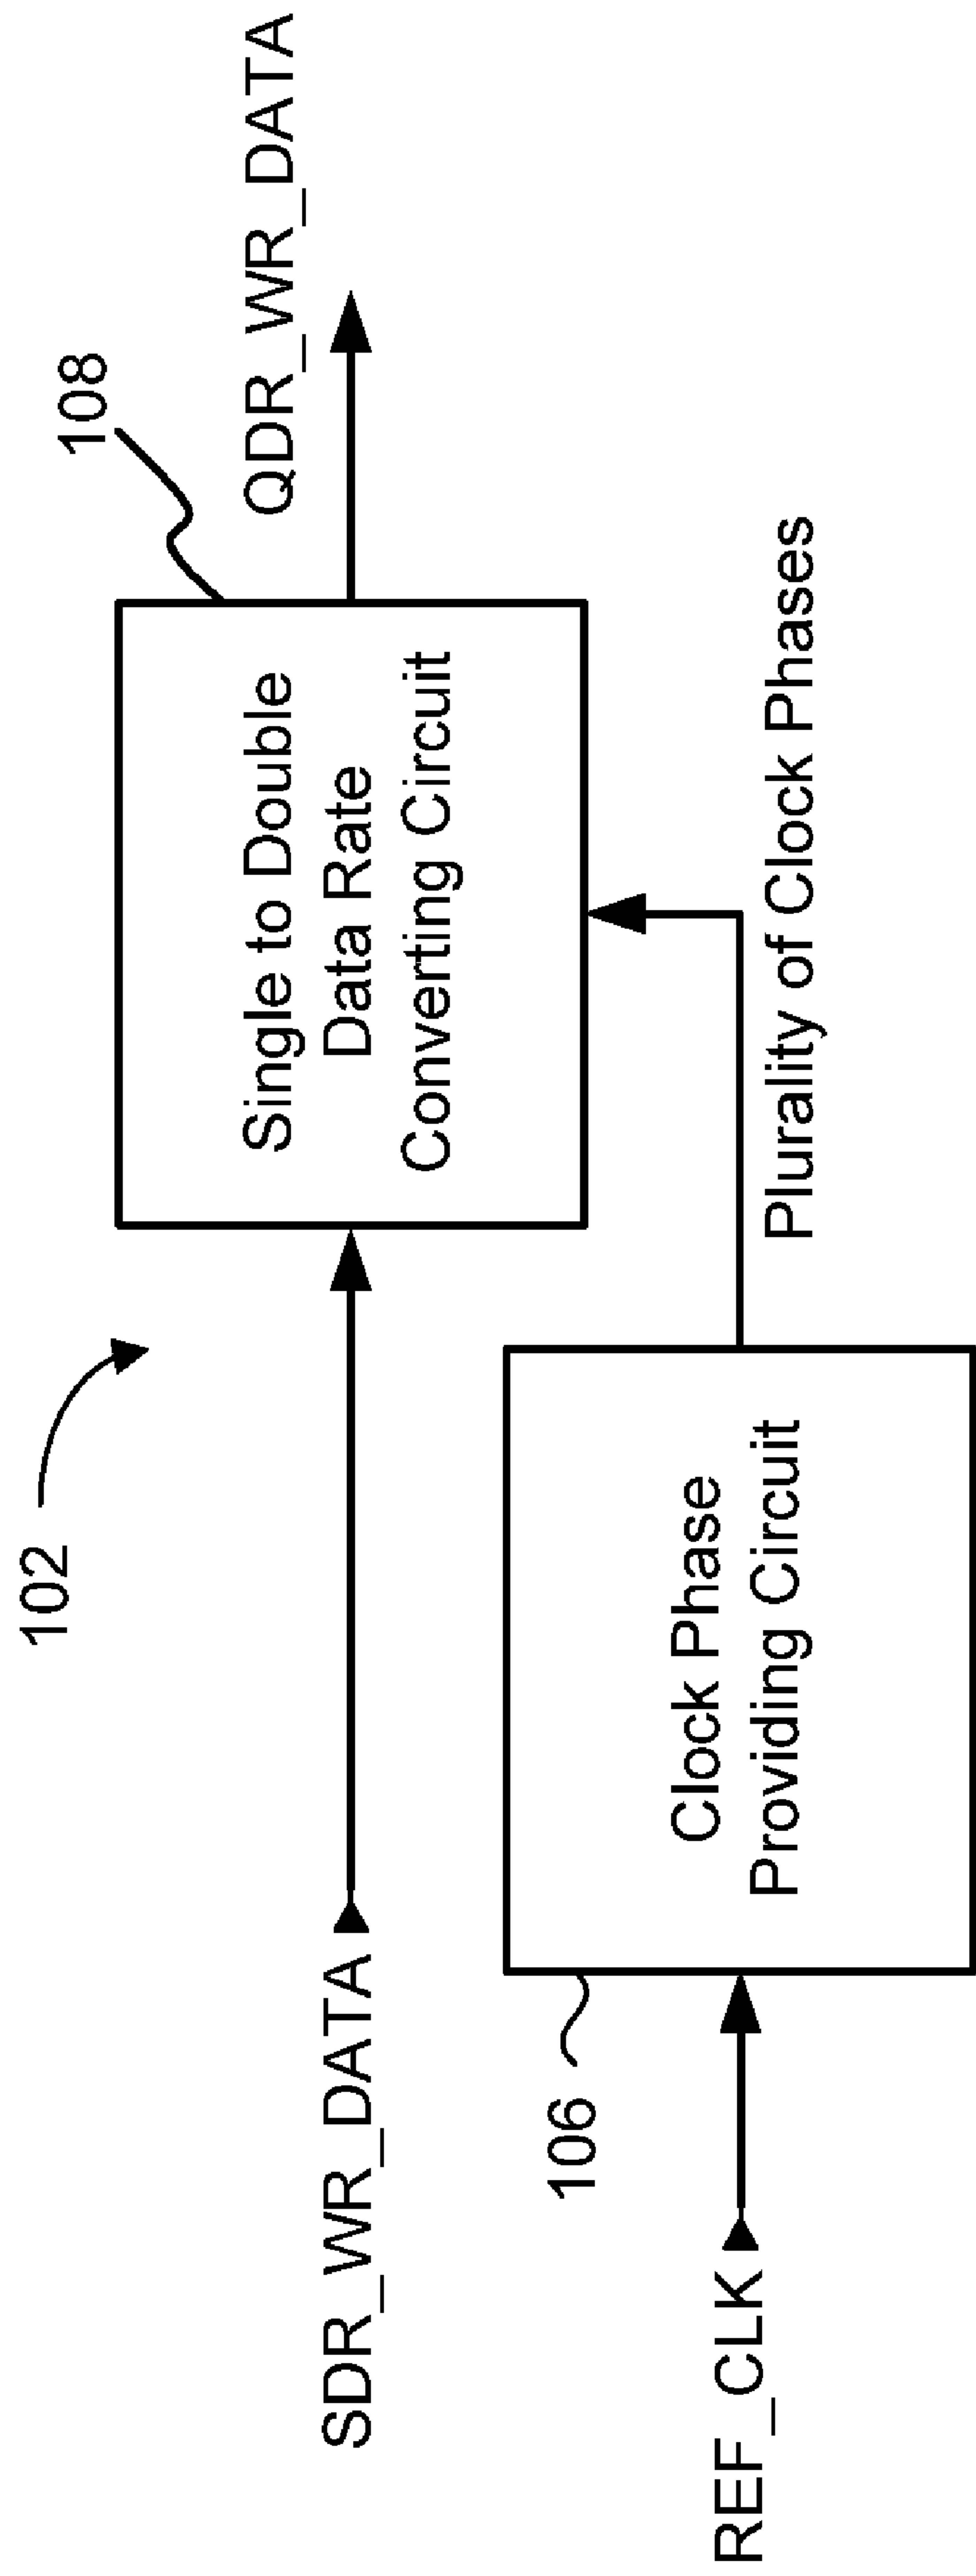 102
108
SDR_WR_DATA
Single to Double
Data Rate
Converting Circuit
QDR_WR_DATA
REF_CLK
106
Clock Phase
Providing Circuit
Plurality of Clock Phases